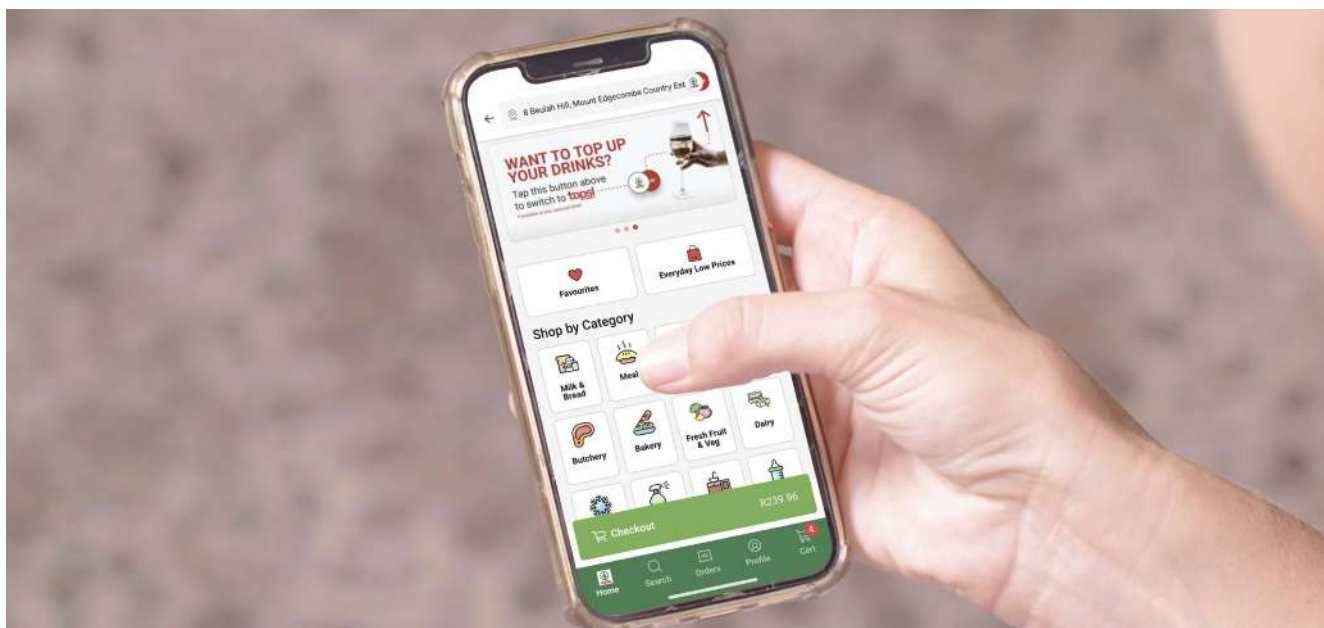 8 Beulah Hill, Mount Edgecombe Country Est
WANT TO TOP UP
YOUR DRINKS?
Tap this button above
to switch to tops!
Favourites
Everyday Low Prices
Shop by Category
Milk &
Bread
Meal
Butchery
Bakery
Fresh Fruit
& Veg
Dairy
Checkout
R239.96
Home
Search
Orders
Profile
Cart
4